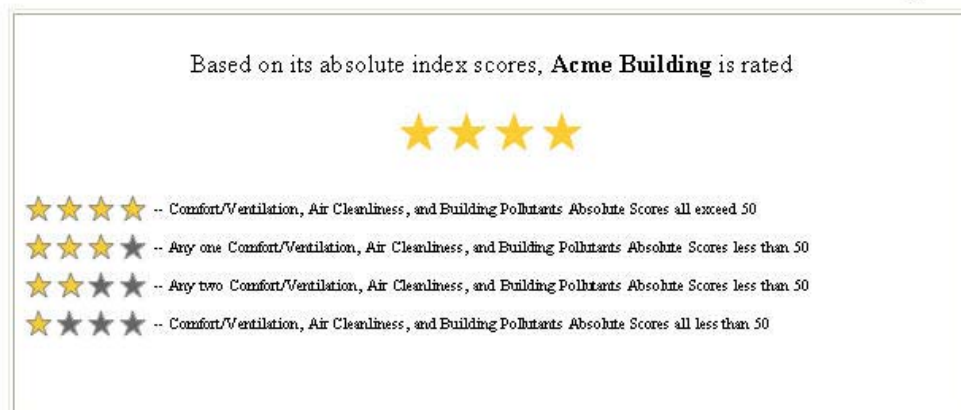 Based on its absolute index scores, Acme Building is rated
-- Comfort/Ventilation, Air Cleanliness, and Building Pollutants Absolute Scores all exceed 50
-- Any one Comfort/Ventilation, Air Cleanliness, and Building Pollutants Absolute Scores less than 50
-- Any two Comfort/Ventilation, Air Cleanliness, and Building Pollutants Absolute Scores less than 50
-- Comfort/Ventilation, Air Cleanliness, and Building Pollutants Absolute Scores all less than 50